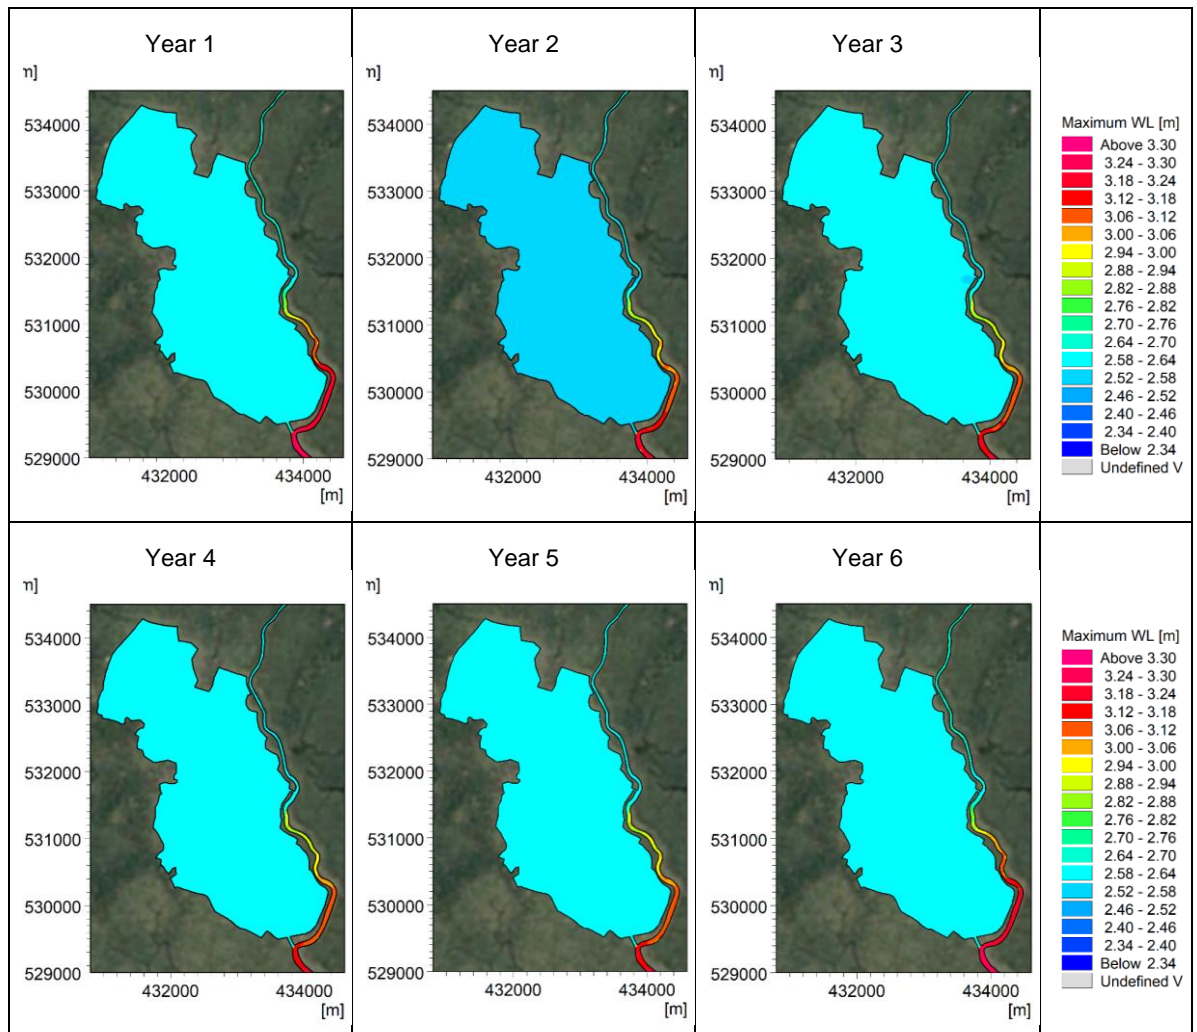 Year 1
Year 2
Year 3
n]
n]
n]
534000
533000
532000
531000
530000
529000
432000
434000
[m]
534000
533000
532000
531000
530000
529000
432000
434000
[m]
534000
533000
532000
531000
530000
529000
432000
434000
[m]
Maximum WL [m]
Above 3.30
3.24 - 3.30
3.18 - 3.24
3.12 - 3.18
3.06 - 3.12
3.00 - 3.06
2.94 - 3.00
2.88 - 2.94
2.82 - 2.88
2.76 - 2.82
2.70 - 2.76
2.64 - 2.70
2.58 - 2.64
2.52 - 2.58
2.46 - 2.52
2.40 - 2.46
2.34 - 2.40
Below 2.34
Undefined V
Year 4
Year 5
Year 6
n]
n]
n]
534000
533000
532000
531000
530000
529000
432000
434000
[m]
534000
533000
532000
531000
530000
529000
432000
434000
[m]
534000
533000
532000
531000
530000
529000
432000
434000
[m]
Maximum WL [m]
Above 3.30
3.24 - 3.30
3.18 - 3.24
3.12 - 3.18
3.06 - 3.12
3.00 - 3.06
2.94 - 3.00
2.88 - 2.94
2.82 - 2.88
2.76 - 2.82
2.70 - 2.76
2.64 - 2.70
2.58 - 2.64
2.52 - 2.58
2.46 - 2.52
2.40 - 2.46
2.34 - 2.40
Below 2.34
Undefined V